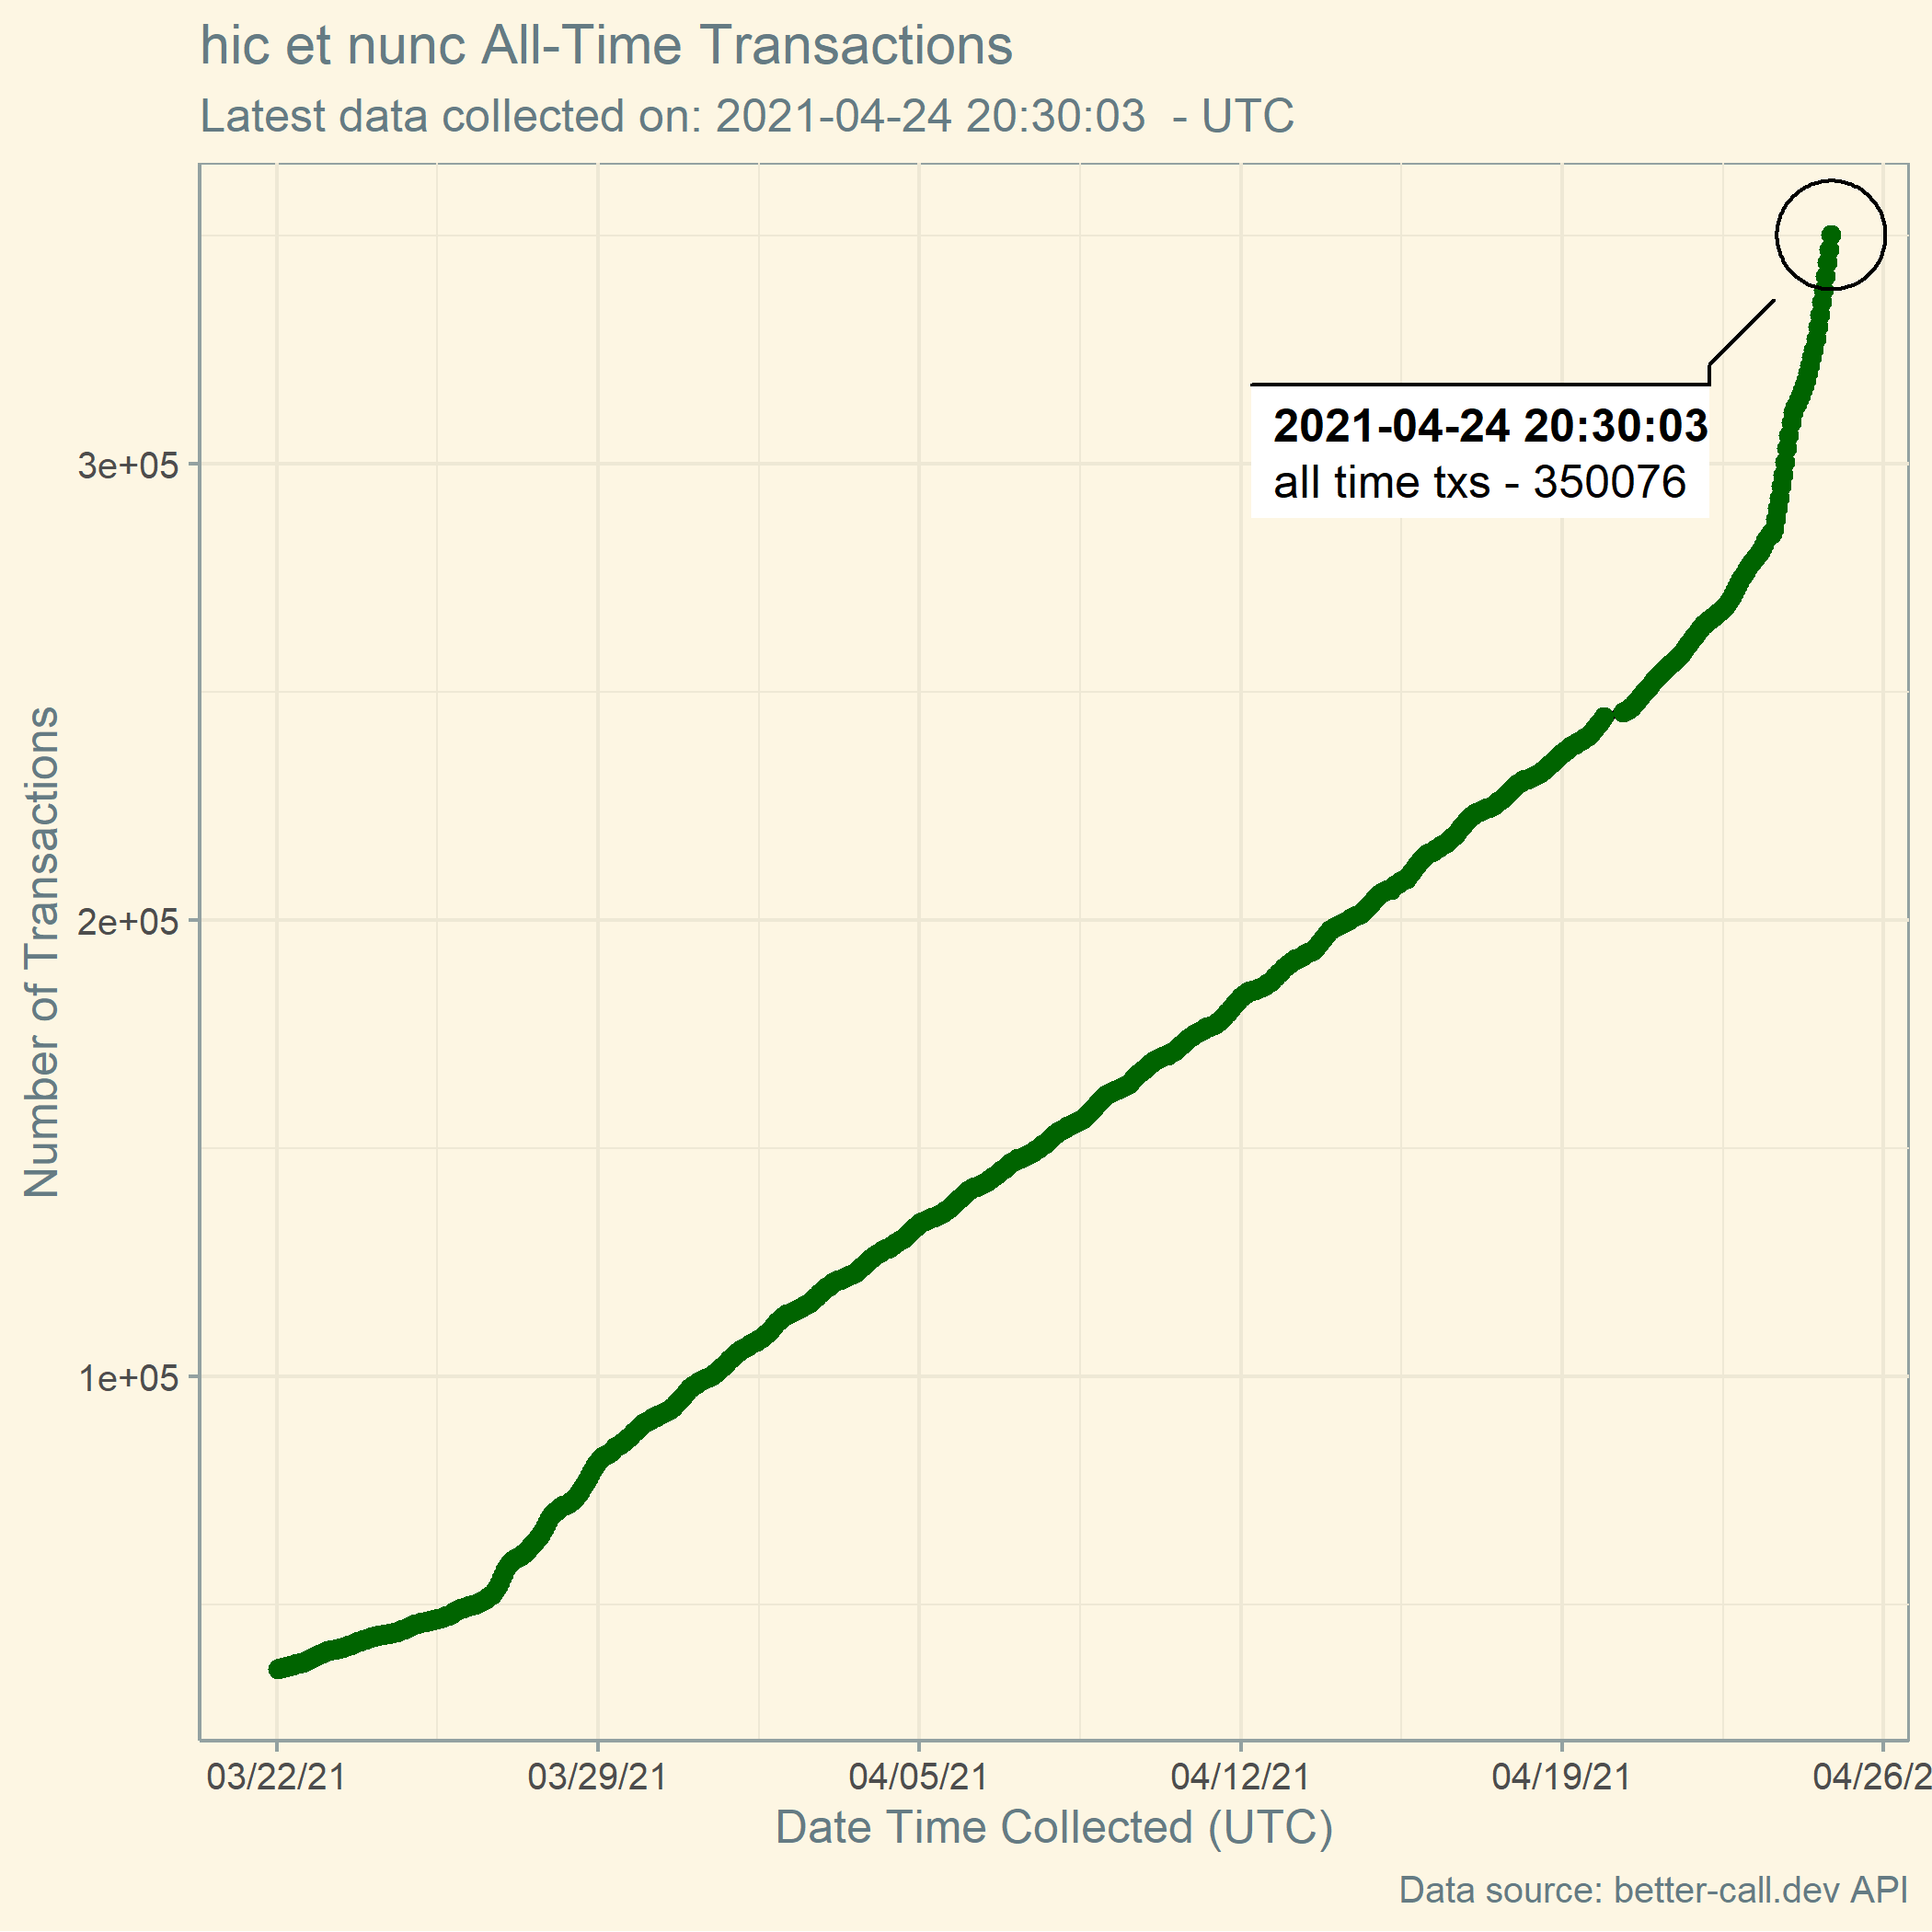 hic et nunc All-Time Transactions
Latest data collected on: 2021-04-24 20:30:03  - UTC
Number of Transactions
3e+05
2e+05
1e+05
2021-04-24 20:30:03
all time txs - 350076
03/22/21 03/29/21 04/05/21 04/12/21 04/19/21 04/26/2
Date Time Collected (UTC)
Data source: better-call.dev API